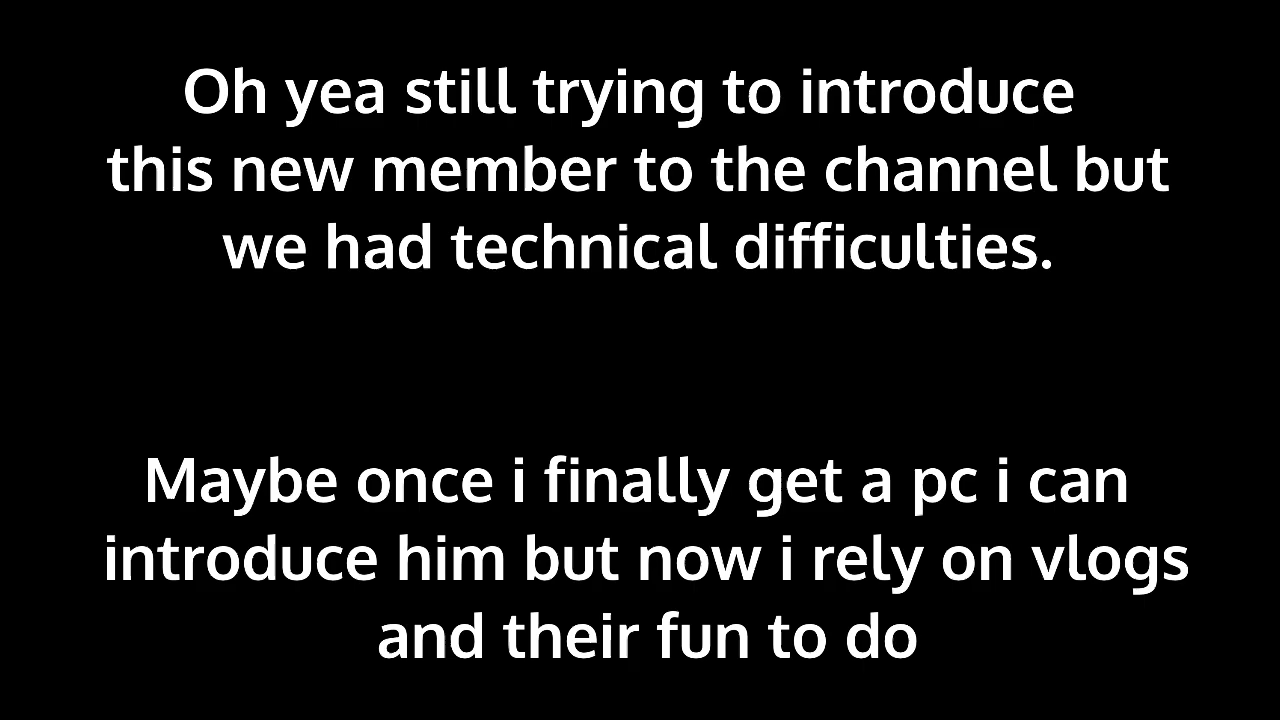 Oh yea still trying to introduce
this new member to the channel but
we had technical difficulties.
Maybe once i finally get a pc i can
introduce him but now i rely on vlogs
and their fun to do